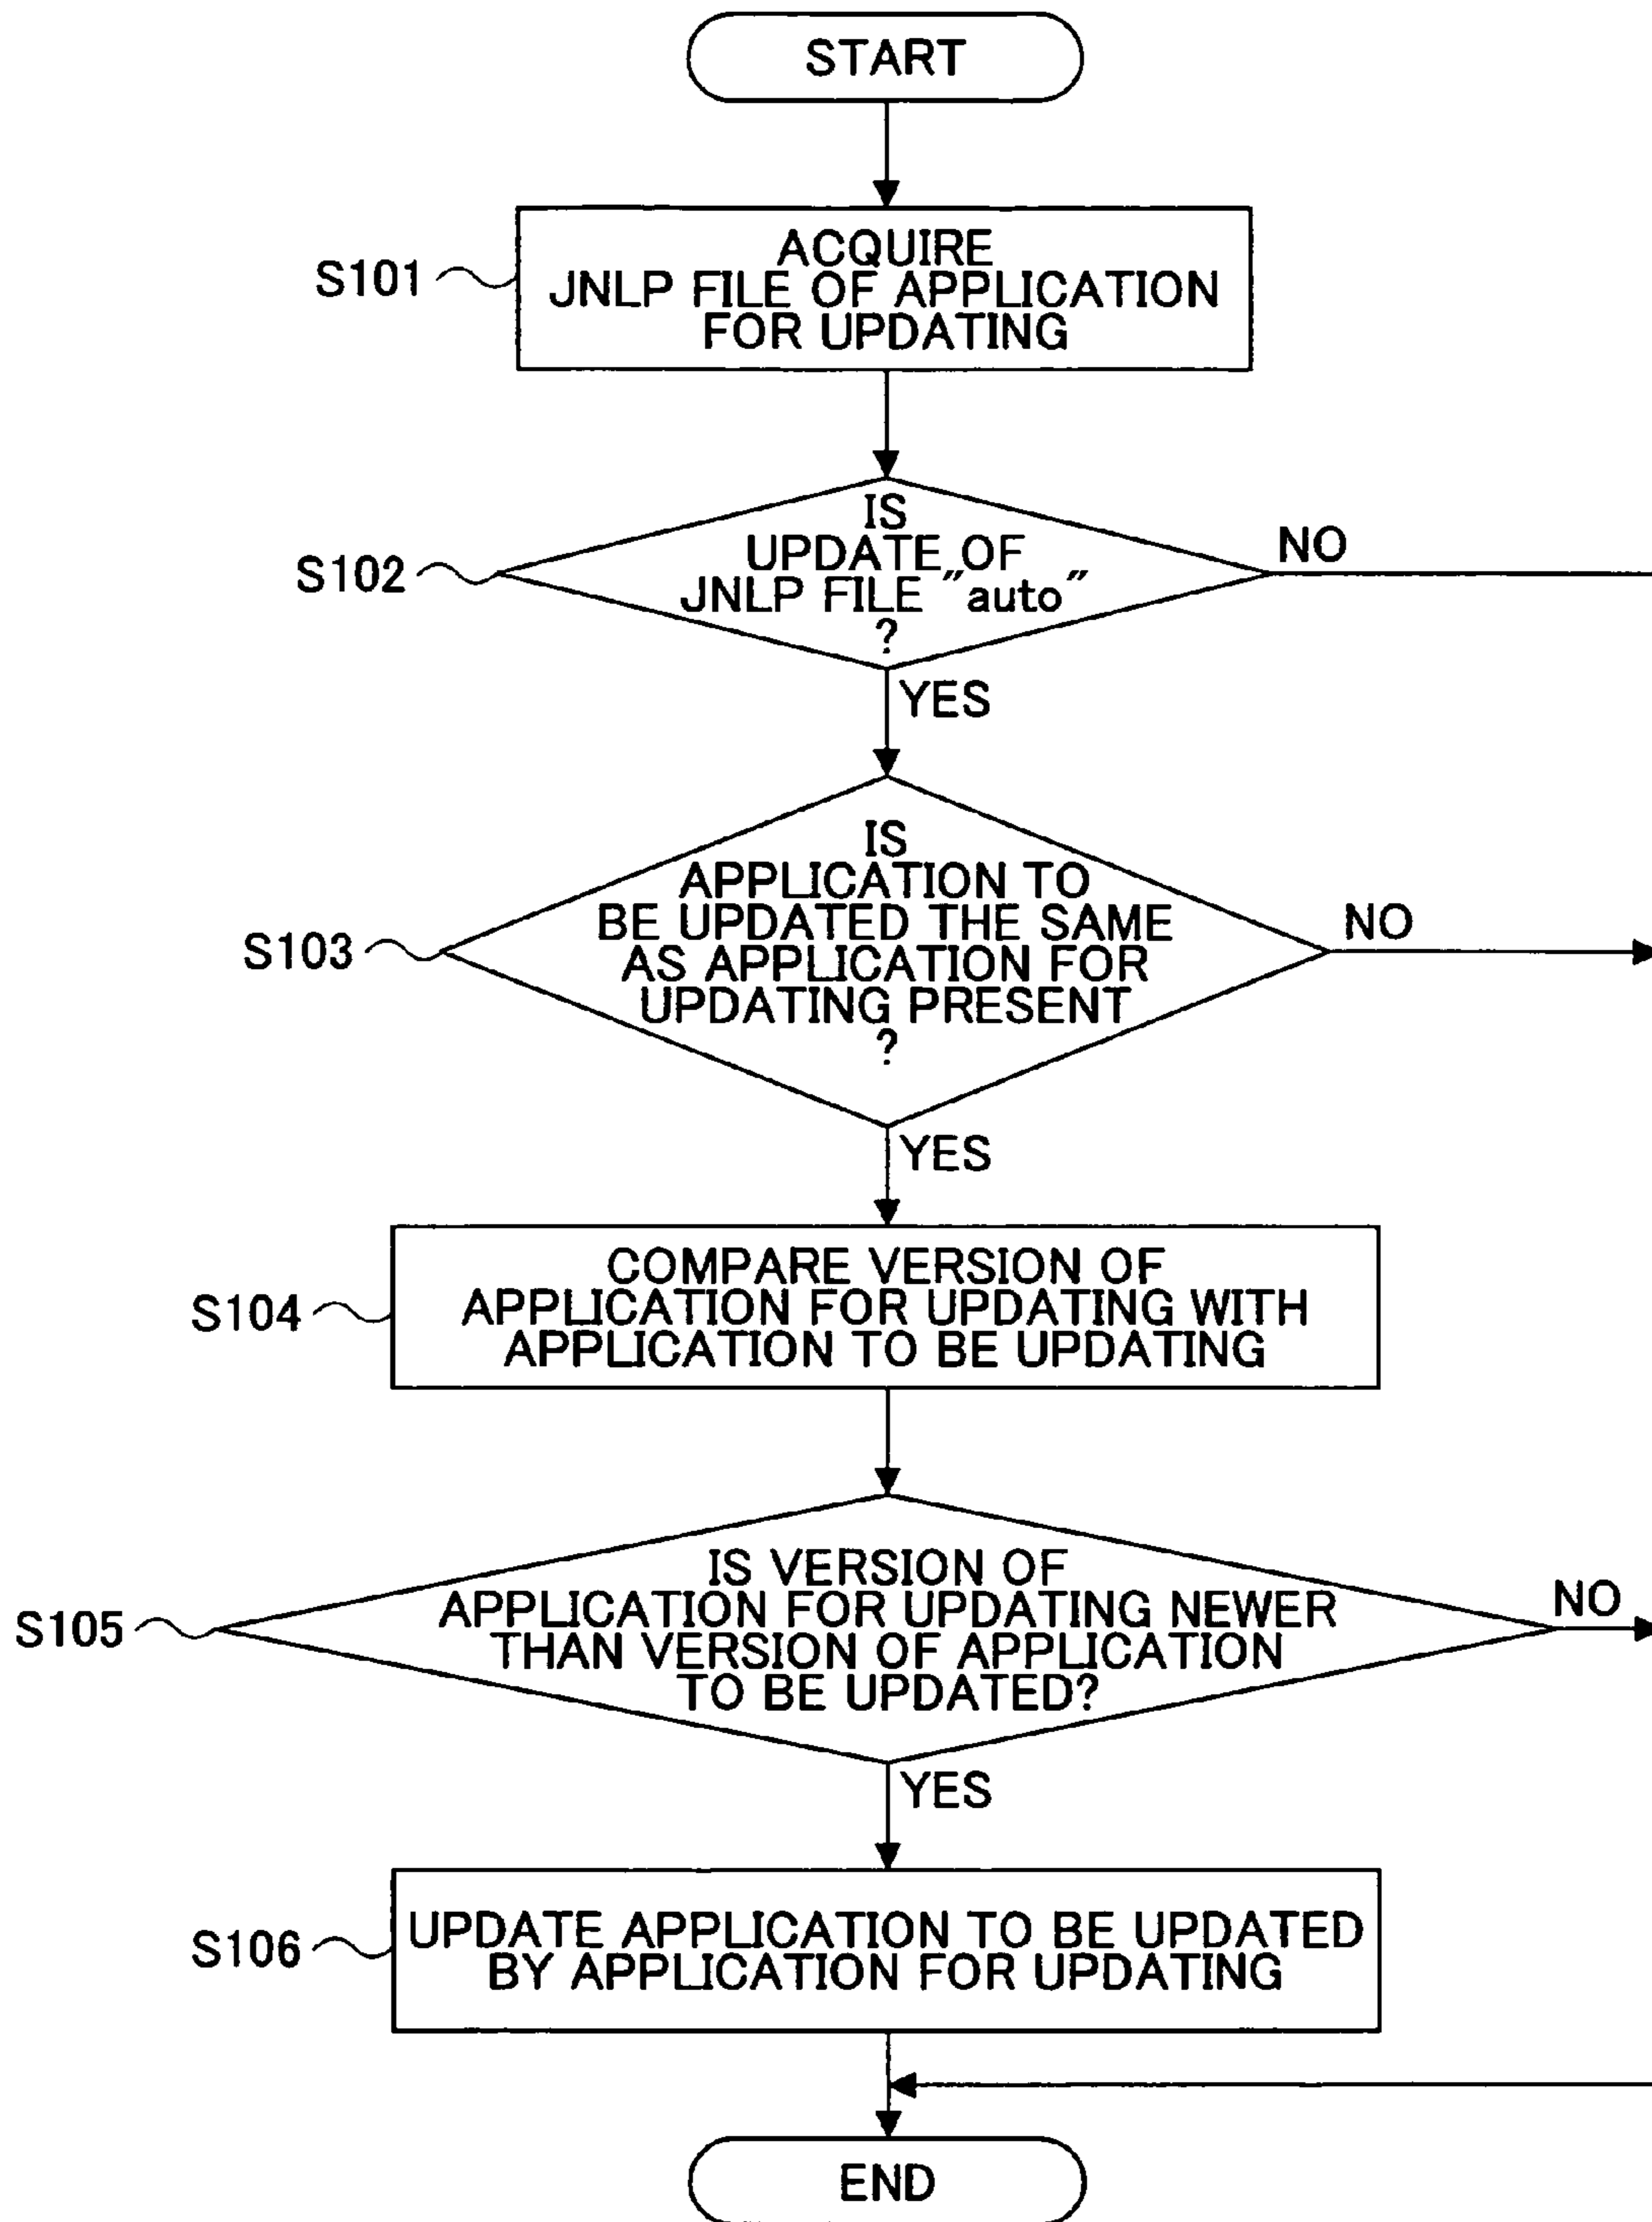 START
S101
ACQUIRE
JNLP FILE OF APPLICATION
FOR UPDATING
S102
IS
UPDATE OF
JNLP FILE "auto"
?
NO
YES
S103
IS
APPLICATION TO
BE UPDATED THE SAME
AS APPLICATION FOR
UPDATING PRESENT
?
NO
YES
S104
COMPARE VERSION OF
APPLICATION FOR UPDATING WITH
APPLICATION TO BE UPDATING
S105
IS VERSION OF
APPLICATION FOR UPDATING NEWER
THAN VERSION OF APPLICATION
TO BE UPDATED?
NO
YES
S106
UPDATE APPLICATION TO BE UPDATED
BY APPLICATION FOR UPDATING
END